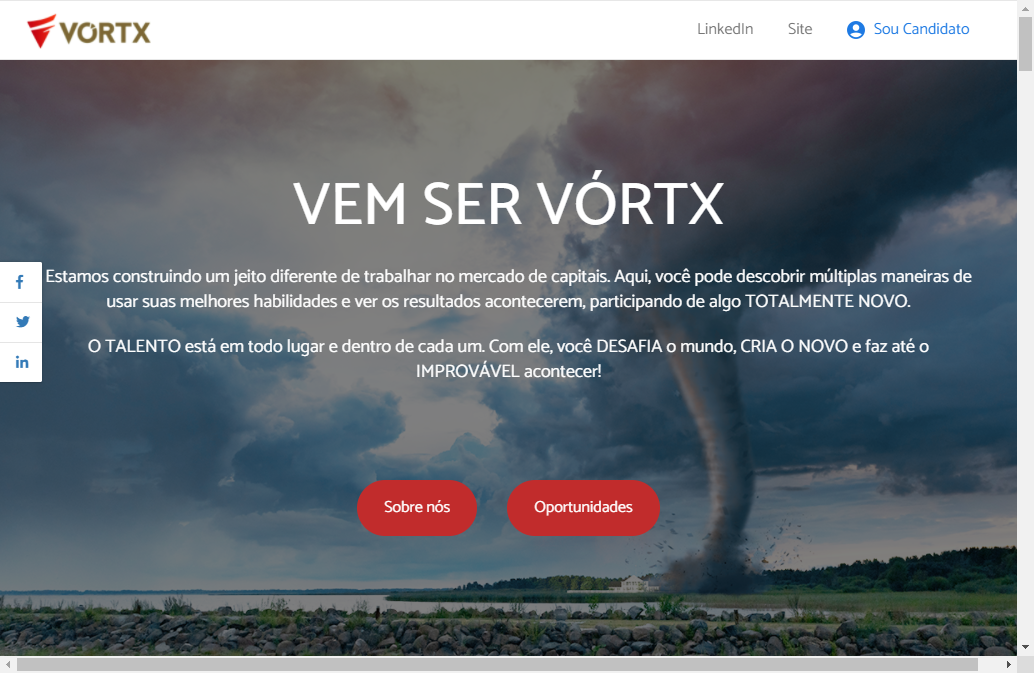 VÓRTX
LinkedIn
Site
Sou Candidato
VEM SER VÓRTX
Estamos construindo um jeito diferente de trabalhar no mercado de capitais. Aqui, você pode descobrir múltiplas maneiras de
usar suas melhores habilidades e ver os resultados acontecerem, participando de algo TOTALMENTE NOVO.
O TALENTO está em todo lugar e dentro de cada um. Com ele, você DESAFIA o mundo, CRIA O NOVO e faz até o
IMPROVÁVEL acontecer!
Sobre nós
Oportunidades